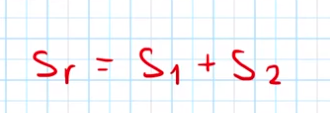 Sr = S1 + S2